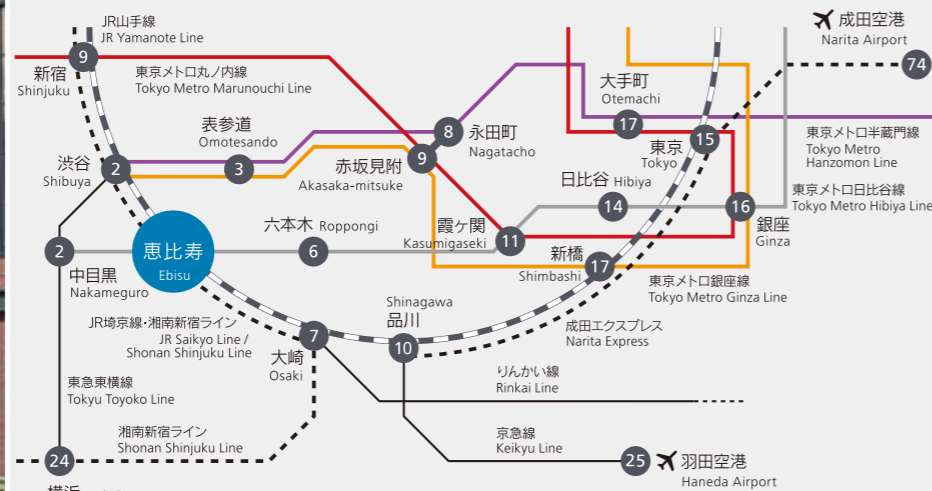 JR山手線
JR Yamanote Line
成田空港
Narita Airport
9
新宿
Shinjuku
74
東京メトロ丸ノ内線
Tokyo Metro Marunouchi Line
大手町
Otemachi
17
表参道
Omotesando
8
永田町
Nagatacho
東京メトロ半蔵門線
Tokyo Metro
Hanzomon Line
15
東京
Tokyo
渋谷
Shibuya
2
3
赤坂見附
Akasaka-mitsuke
9
日比谷 Hibiya
14
東京メトロ日比谷線
Tokyo Metro Hibiya Line
16
銀座
Ginza
六本木 Roppongi
6
霞ヶ関
Kasumigaseki
11
恵比寿
Ebisu
2
中目黒
Nakameguro
新橋
Shimbashi
17
東京メトロ銀座線
Tokyo Metro Ginza Line
Shinagawa
品川
10
成田エクスプレス
Narita Express
JR埼京線・湘南新宿ライン
JR Saikyo Line /
Shonan Shinjuku Line
7
大崎
Osaki
りんかい線
Rinkai Line
東急東横線
Tokyu Toyoko Line
湘南新宿ライン
Shonan Shinjuku Line
京急線
Keikyu Line
24
25
羽田空港
Haneda Airport